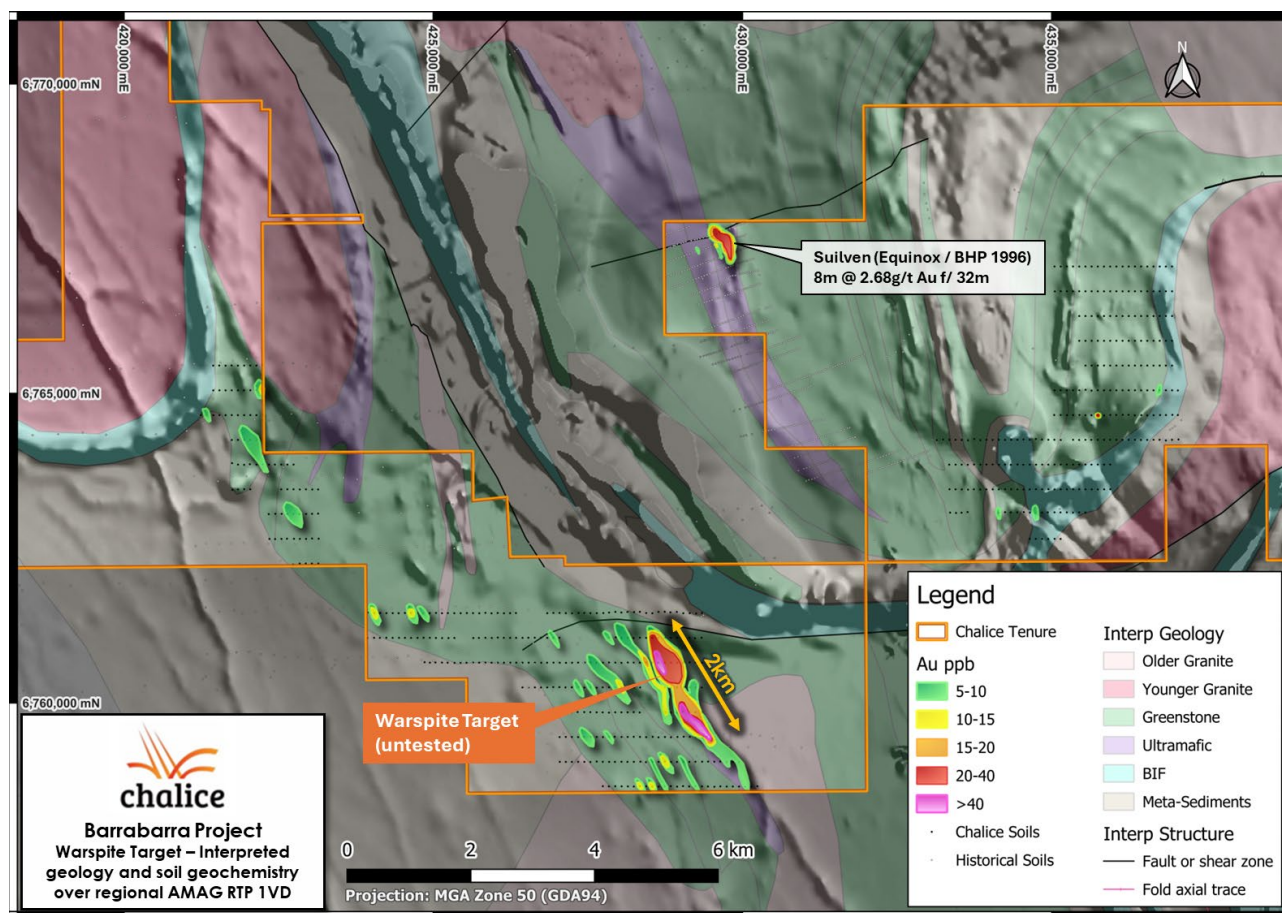 420,000 mE
425,000 mE
430,000 mE
435,000 mE
N
6,770,000 mN
Suilven (Equinox / BHP 1996)
8m @ 2.68g/t Au f/ 32m
6,765,000 mN
2km
6,760,000 mN
Warspite Target
(untested)
chalice
Barrabarra Project
Warspite Target – Interpreted
geology and soil geochemistry
over regional AMAG RTP 1VD
0 2 4 6 km
Projection: MGA Zone 50 (GDA94)
Legend
Chalice Tenure
Au ppb
5-10
10-15
15-20
20-40
>40
Chalice Soils
Historical Soils
Interp Geology
Older Granite
Younger Granite
Greenstone
Ultramafic
BIF
Meta-Sediments
Interp Structure
Fault or shear zone
Fold axial trace